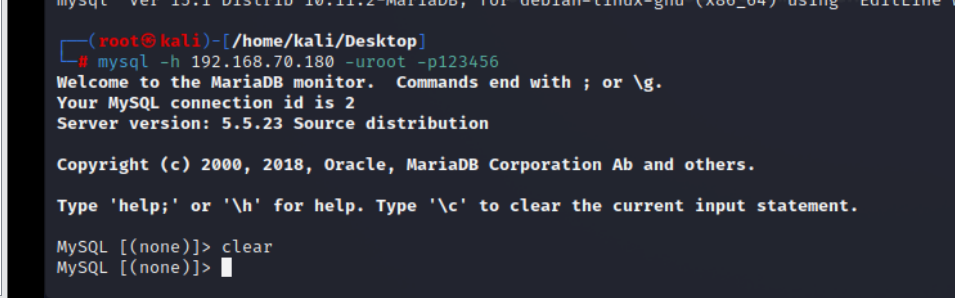 mysql Ver 15.1 Distrib 10.11.2-MariaDB, for debian-linux-gnu (x86_64) using EditLine
┌──(root㉿kali)-[/home/kali/Desktop]
└─# mysql -h 192.168.70.180 -uroot -p123456
Welcome to the MariaDB monitor.  Commands end with ; or \g.
Your MySQL connection id is 2
Server version: 5.5.23 Source distribution
Copyright (c) 2000, 2018, Oracle, MariaDB Corporation Ab and others.
Type 'help;' or '\h' for help. Type '\c' to clear the current input statement.
MySQL [(none)]> clear
MySQL [(none)]>